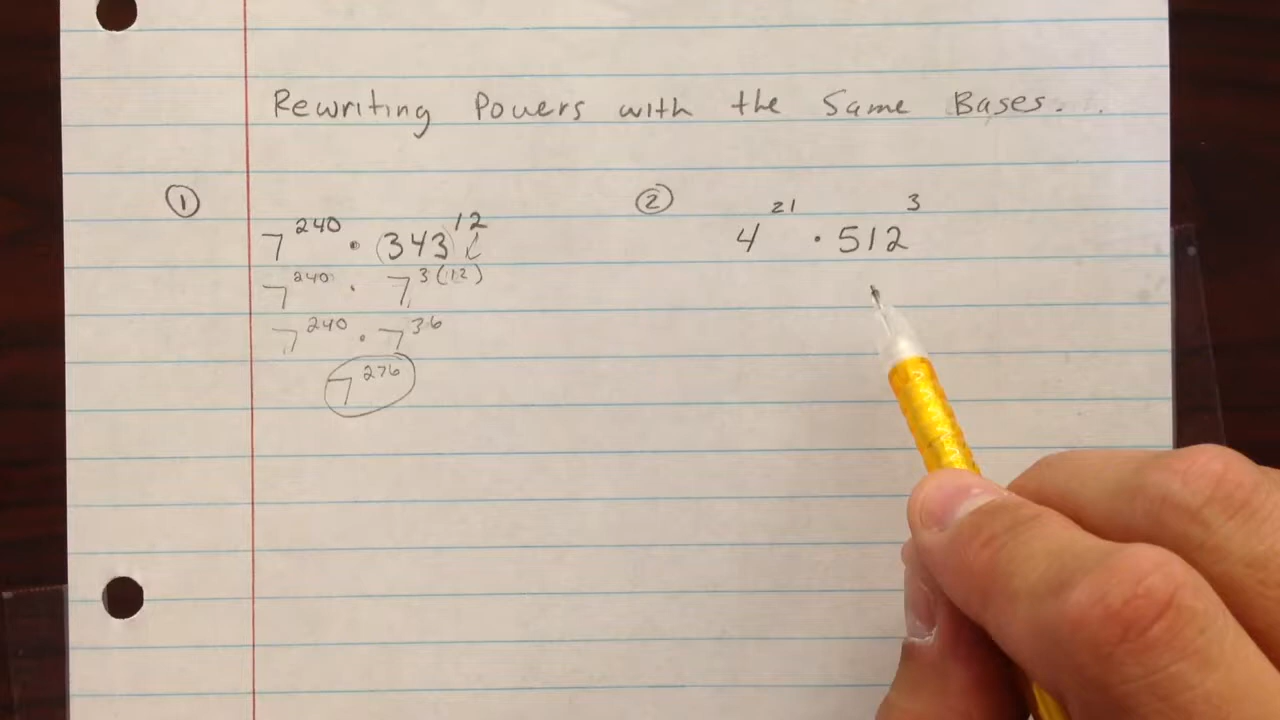 Rewriting Powers with the Same Bases.
①
7^240 · (343)^12
7^240 · 7^3(12)
7^240 · 7^36
7^276
②
4^21 · 512^3